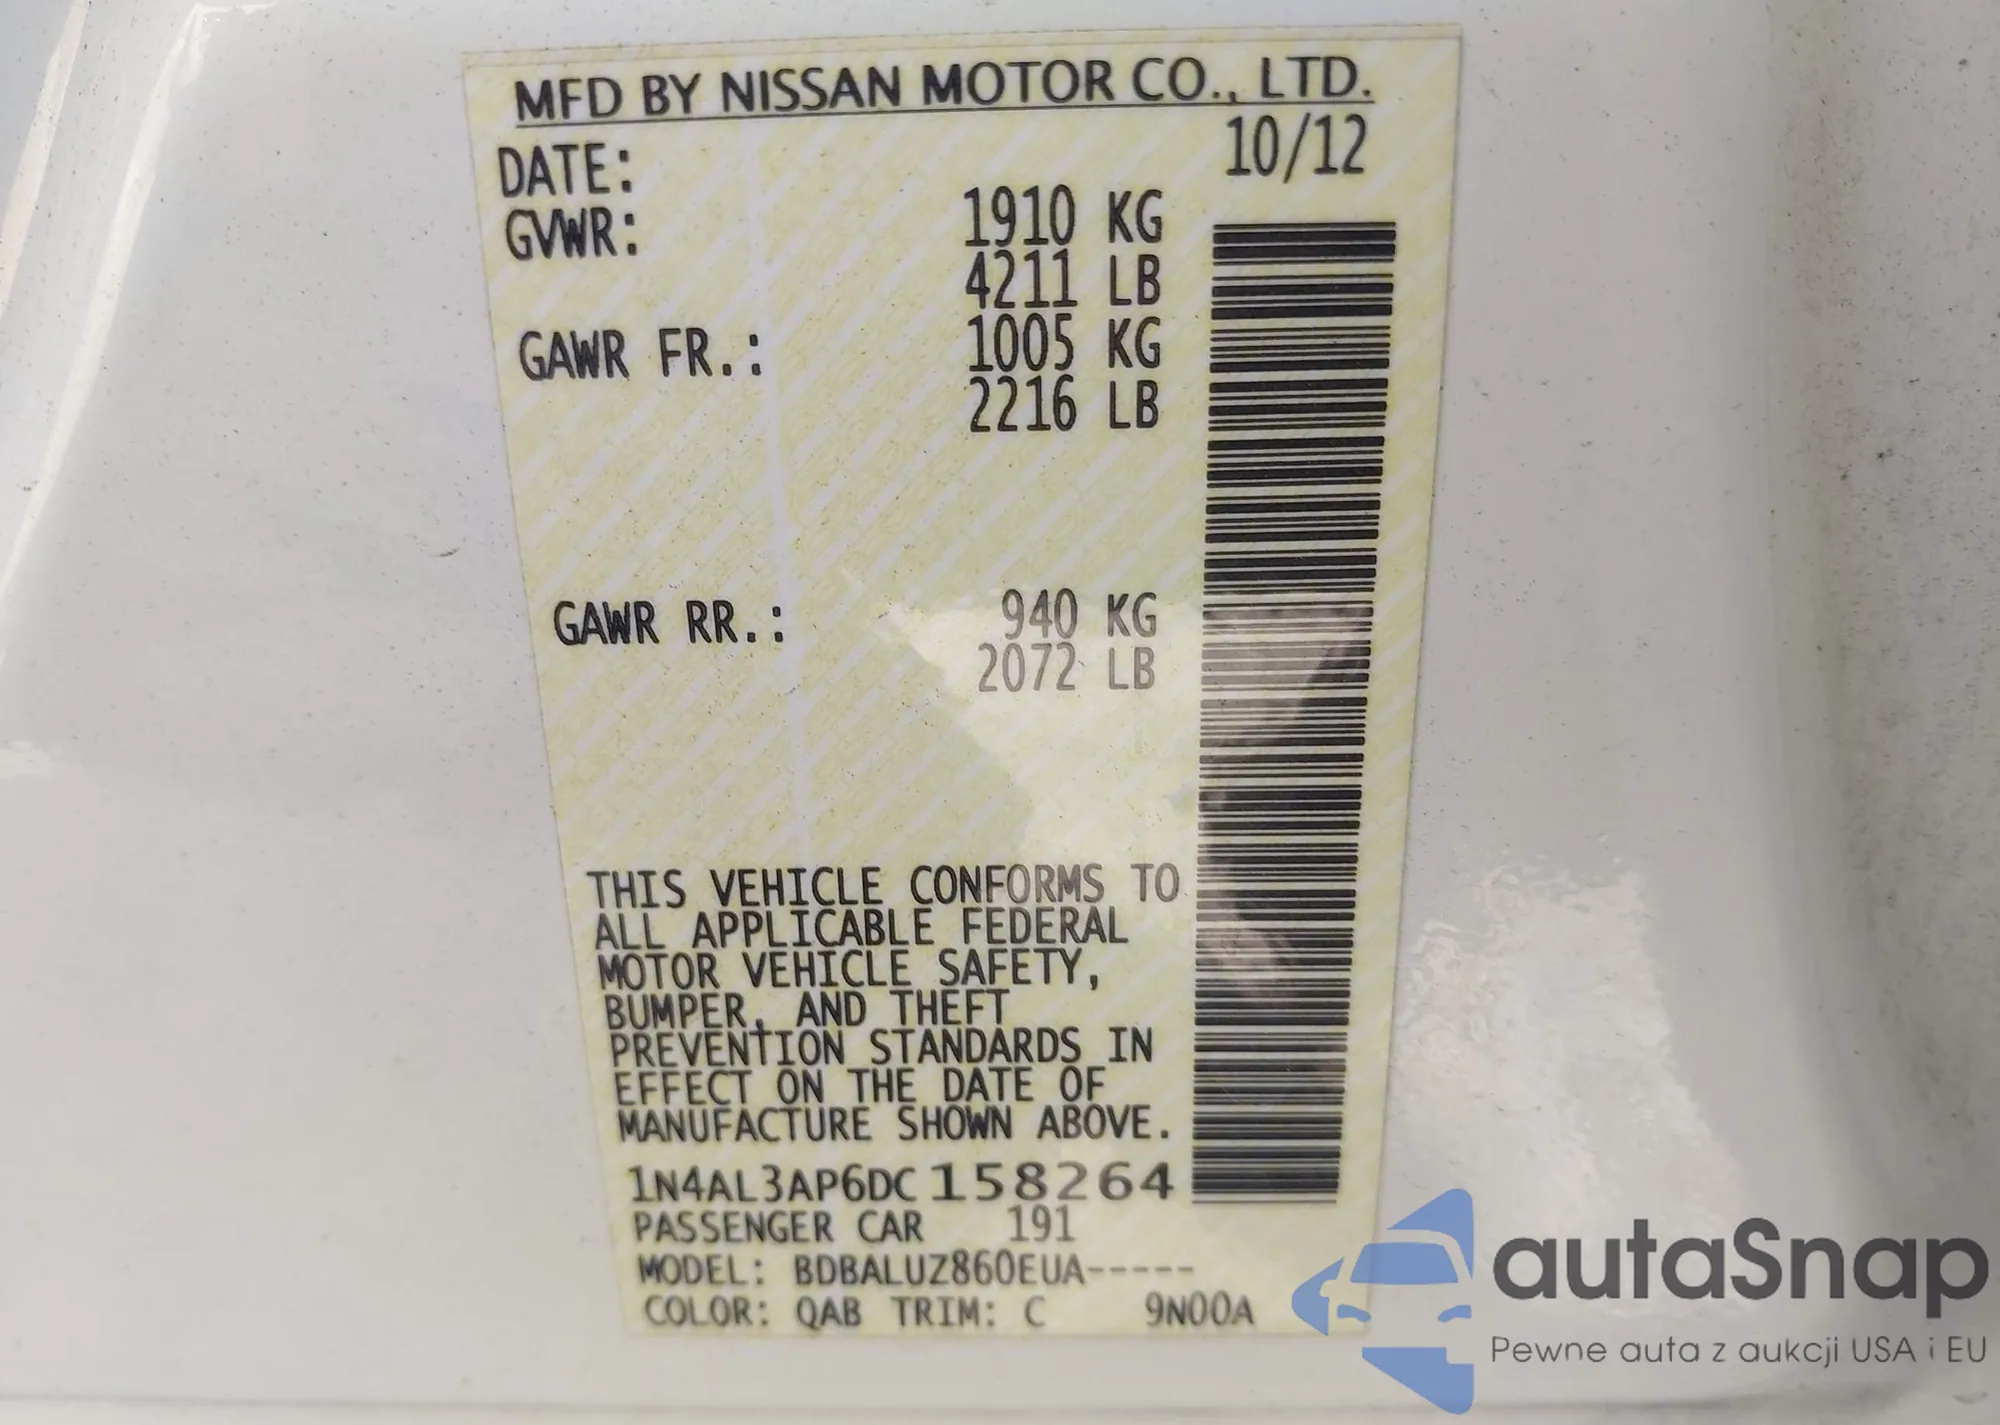 MFD BY NISSAN MOTOR CO., LTD.
DATE: 10/12
GVWR: 1910 KG
4211 LB
GAWR FR.: 1005 KG
2216 LB
GAWR RR.: 940 KG
2072 LB
THIS VEHICLE CONFORMS TO
ALL APPLICABLE FEDERAL
MOTOR VEHICLE SAFETY,
BUMPER, AND THEFT
PREVENTION STANDARDS IN
EFFECT ON THE DATE OF
MANUFACTURE SHOWN ABOVE.
1N4AL3AP6DC158264
PASSENGER CAR 191
MODEL: BDBALUZ860EUA-----
COLOR: QAB TRIM: C 9N00A
autaSnap
Pewne auta z aukcji USA i EU